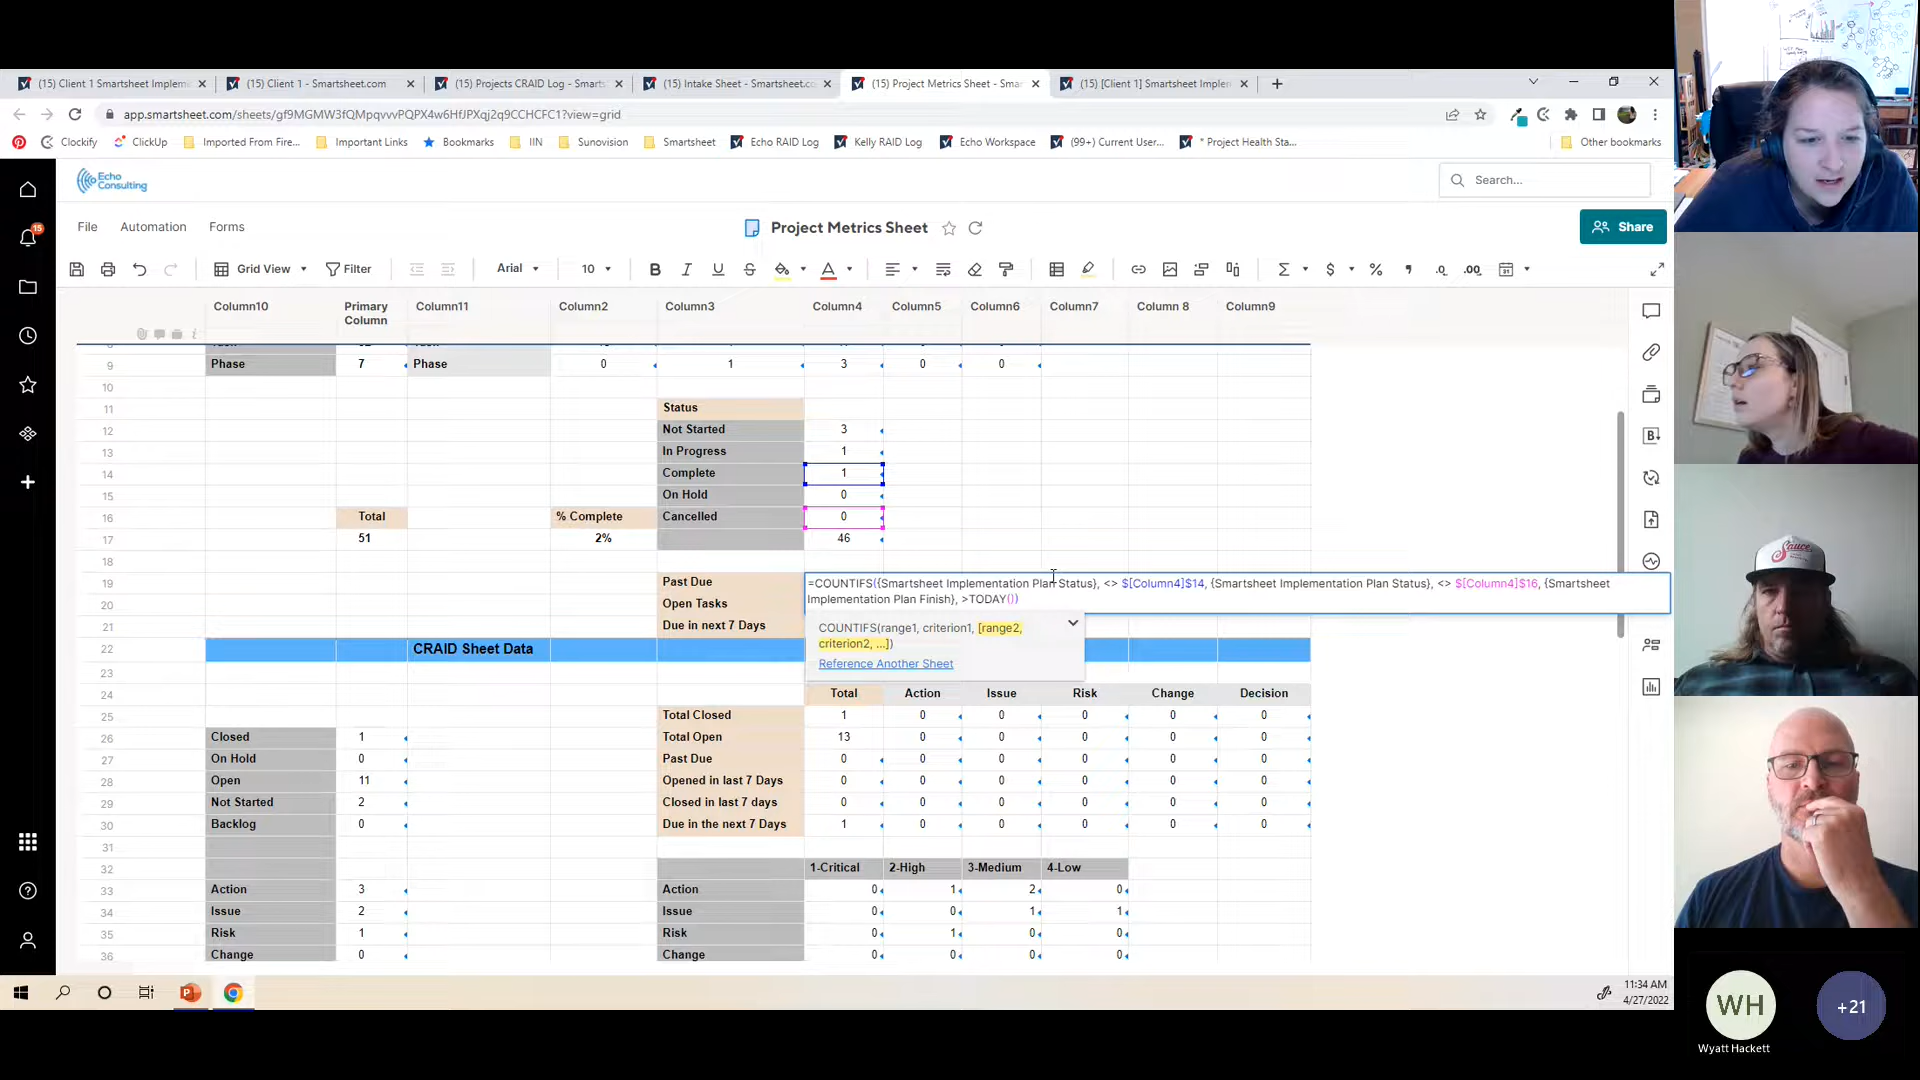 (15) Client 1 Smartsheet Impleme
(15) Client 1 - Smartsheet.com
(15) Projects CRAID Log - Smarts
(15) Intake Sheet - Smartsheet.co
(15) Project Metrics Sheet - Sma
(15) [Client 1] Smartsheet Implem
app.smartsheet.com/sheets/gf9MGMW3fQMpqvvvPQPX4w6HfJPXqj2q9CCHCFC1?view=grid
Clockify
ClickUp
Imported From Fire...
Important Links
Bookmarks
IIN
Sunovision
Smartsheet
Echo RAID Log
Kelly RAID Log
Echo Workspace
(99+) Current User...
* Project Health Sta...
Other bookmarks
Echo
Consulting
Search...
15
File Automation Forms
Project Metrics Sheet
Share
Grid View Filter Arial 10 B I U S A Σ $ % .0 .00
Column10 Primary Column Column11 Column2 Column3 Column4 Column5 Column6 Column7 Column 8 Column9
9 Phase 7 Phase 0 1 3 0 0
10
11 Status
12 Not Started 3
13 In Progress 1
14 Complete 1
15 On Hold 0
16 Total % Complete Cancelled 0
17 51 2% 46
18
19 Past Due
=COUNTIFS({Smartsheet Implementation Plan Status}, <> $[Column4]$14, {Smartsheet Implementation Plan Status}, <> $[Column4]$16, {Smartsheet
Implementation Plan Finish}, >TODAY())
20 Open Tasks
21 Due in next 7 Days
COUNTIFS(range1, criterion1, [range2,
criterion2, ...])
Reference Another Sheet
22 CRAID Sheet Data
23
24 Total Action Issue Risk Change Decision
25 Total Closed 1 0 0 0 0 0
26 Closed 1 Total Open 13 0 0 0 0 0
27 On Hold 0 Past Due 0 0 0 0 0 0
28 Open 11 Opened in last 7 Days 0 0 0 0 0 0
29 Not Started 2 Closed in last 7 days 0 0 0 0 0 0
30 Backlog 0 Due in the next 7 Days 1 0 0 0 0 0
31
32 1-Critical 2-High 3-Medium 4-Low
33 Action 3 Action 0 1 2 0
34 Issue 2 Issue 0 0 1 1
35 Risk 1 Risk 0 1 0 0
36 Change 0 Change 0 0 0 0
11:34 AM
4/27/2022
Sauce
WH
Wyatt Hackett
+21